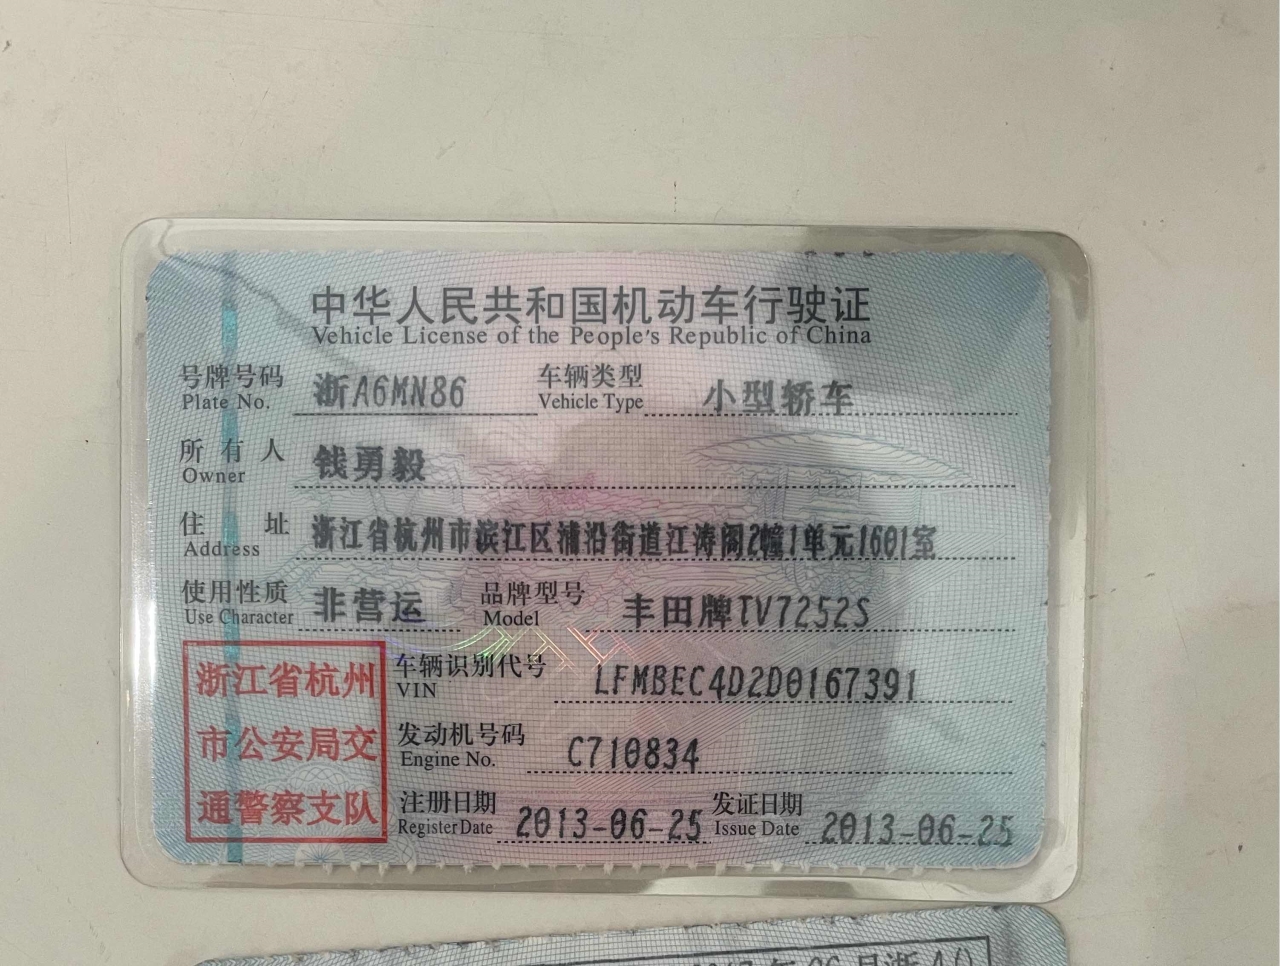 中华人民共和国机动车行驶证
Vehicle License of the People's Republic of China
号牌号码 浙A6MN86 车辆类型 小型轿车
Plate No. Vehicle Type
所有人 钱勇毅
Owner
住址 浙江省杭州市滨江区浦沿街道江涛阁2幢1单元1601室
Address
使用性质 非营运 品牌型号 丰田牌TV7252S
Use Character Model
浙江省杭州
市公安局交
通警察支队
车辆识别代号 LFMBEC4D2D0167391
VIN
发动机号码 C710834
Engine No.
注册日期 2013-06-25 发证日期 2013-06-25
Register Date Issue Date